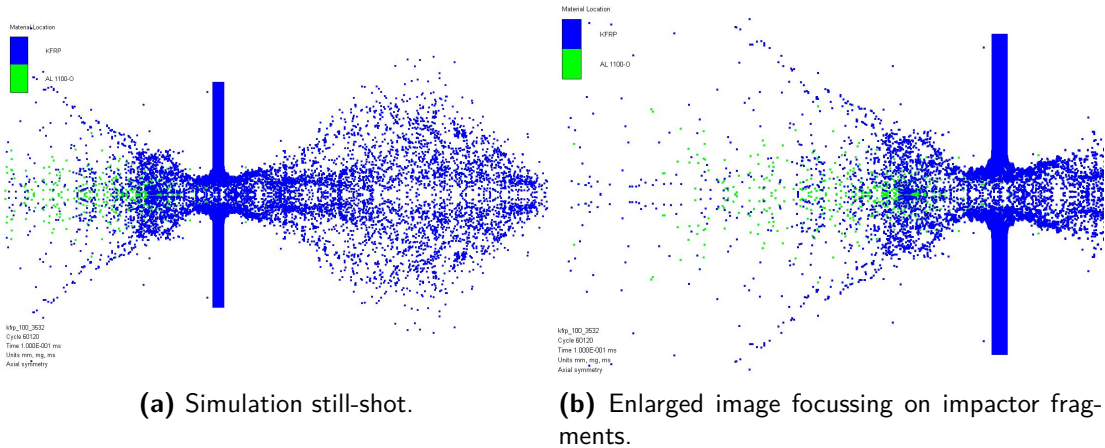 Material Location
KFRP
AL 1100-O
kfrp_100_3532
Cycle 60120
Time 1.000E-001 ms
Units mm, mg, ms
Axial symmetry
(a) Simulation still-shot.
Material Location
KFRP
AL 1100-O
kfrp_100_3532
Cycle 60120
Time 1.000E-001 ms
Units mm, mg, ms
Axial symmetry
(b) Enlarged image focussing on impactor frag-
ments.